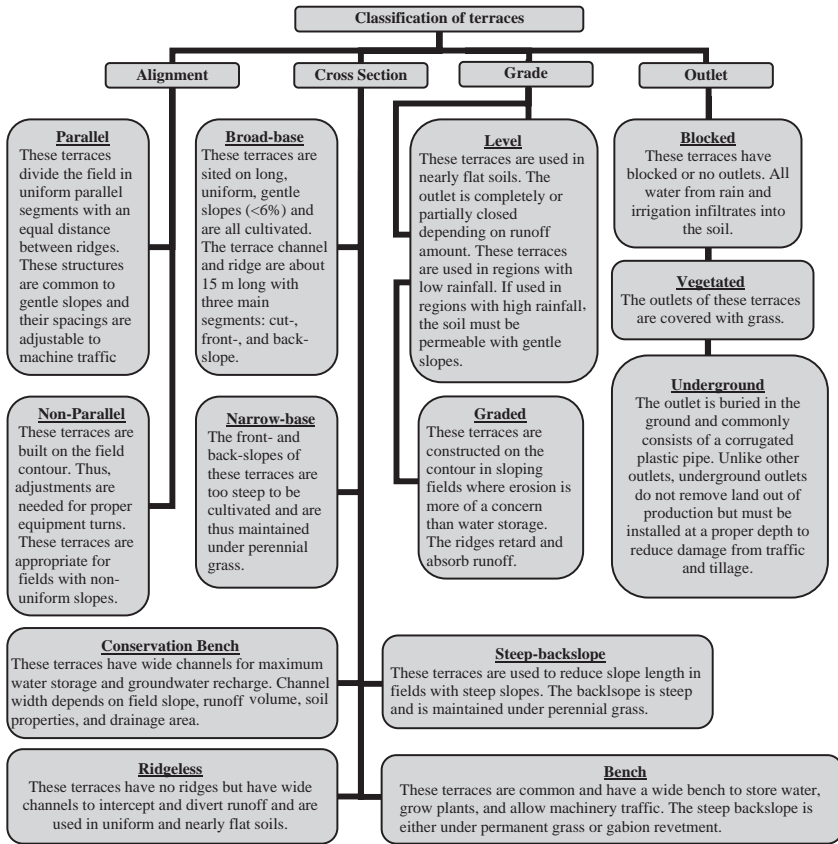 Classification of terraces
Alignment
Cross Section
Grade
Outlet
Parallel
These terraces
divide the field in
uniform parallel
segments with an
equal distance
between ridges.
These structures
are common to
gentle slopes and
their spacings are
adjustable to
machine traffic
Non-Parallel
These terraces are
built on the field
contour. Thus,
adjustments are
needed for proper
equipment turns.
These terraces are
appropriate for
fields with non-
uniform slopes.
Broad-base
These terraces are
sited on long,
uniform, gentle
slopes (<6%) and
are all cultivated.
The terrace channel
and ridge are about
15 m long with
three main
segments: cut-,
front-, and back-
slope.
Narrow-base
The front- and
back-slopes of
these terraces are
too steep to be
cultivated and are
thus maintained
under perennial
grass.
Level
These terraces are used in
nearly flat soils. The
outlet is completely or
partially closed
depending on runoff
amount. These terraces
are used in regions with
low rainfall. If used in
regions with high rainfall,
the soil must be
permeable with gentle
slopes.
Graded
These terraces are
constructed on the
contour in sloping
fields where erosion is
more of a concern
than water storage.
The ridges retard and
absorb runoff.
Blocked
These terraces have
blocked or no outlets. All
water from rain and
irrigation infiltrates into
the soil.
Vegetated
The outlets of these terraces
are covered with grass.
Underground
The outlet is buried in the
ground and commonly
consists of a corrugated
plastic pipe. Unlike other
outlets, underground outlets
do not remove land out of
production but must be
installed at a proper depth to
reduce damage from traffic
and tillage.
Conservation Bench
These terraces have wide channels for maximum
water storage and groundwater recharge. Channel
width depends on field slope, runoff volume, soil
properties, and drainage area.
Steep-backslope
These terraces are used to reduce slope length in
fields with steep slopes. The backlsope is steep
and is maintained under perennial grass.
Ridgeless
These terraces have no ridges but have wide
channels to intercept and divert runoff and are
used in uniform and nearly flat soils.
Bench
These terraces are common and have a wide bench to store water,
grow plants, and allow machinery traffic. The steep backslope is
either under permanent grass or gabion revetment.